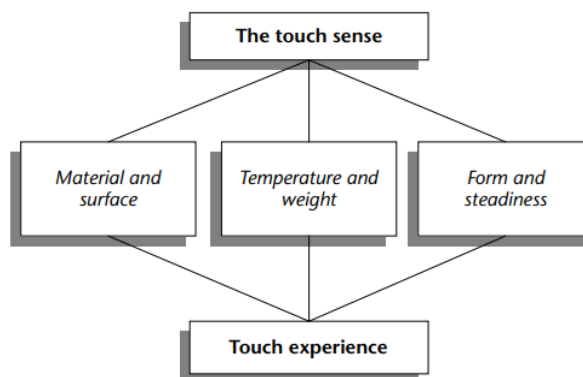 The touch sense
Material and
surface
Temperature and
weight
Form and
steadiness
Touch experience